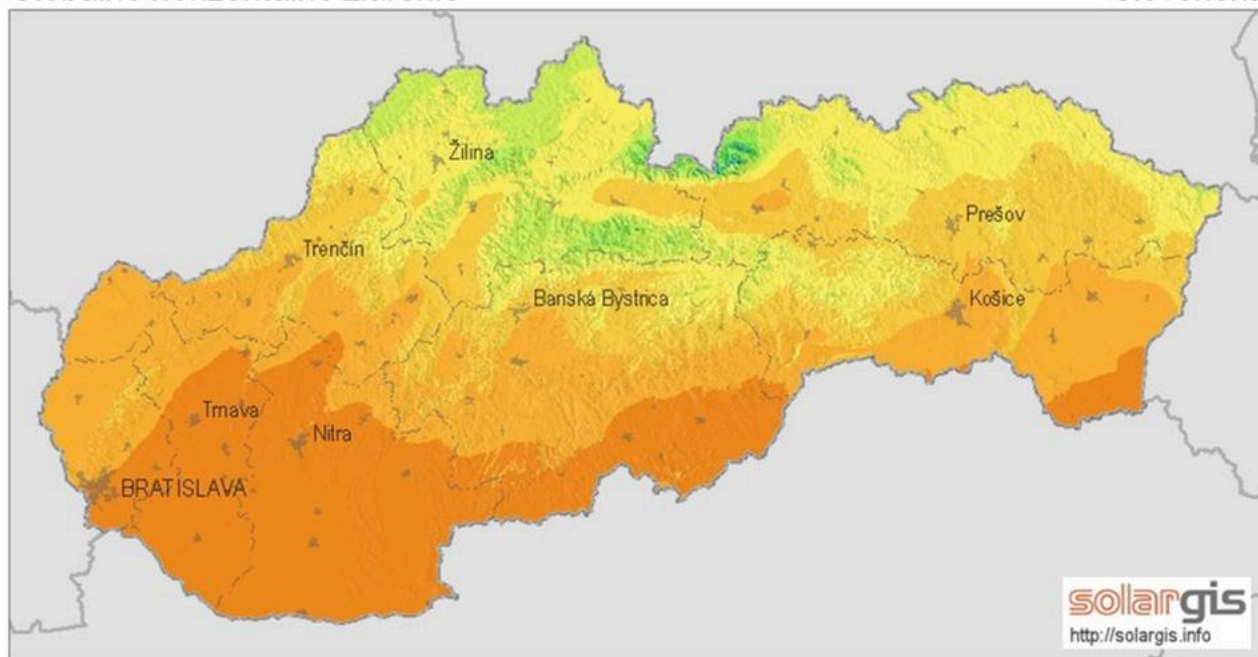 Žilina
Prešov
Trenčín
Banská Bystrica
Košice
Trnava
Nitra
BRATISLAVA
solargis
http://solargis.info